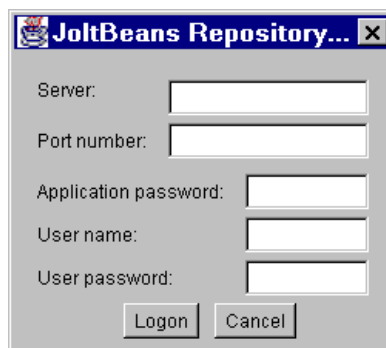 JoltBeans Repository...
Server:
Port number:
Application password:
User name:
User password:
Logon Cancel